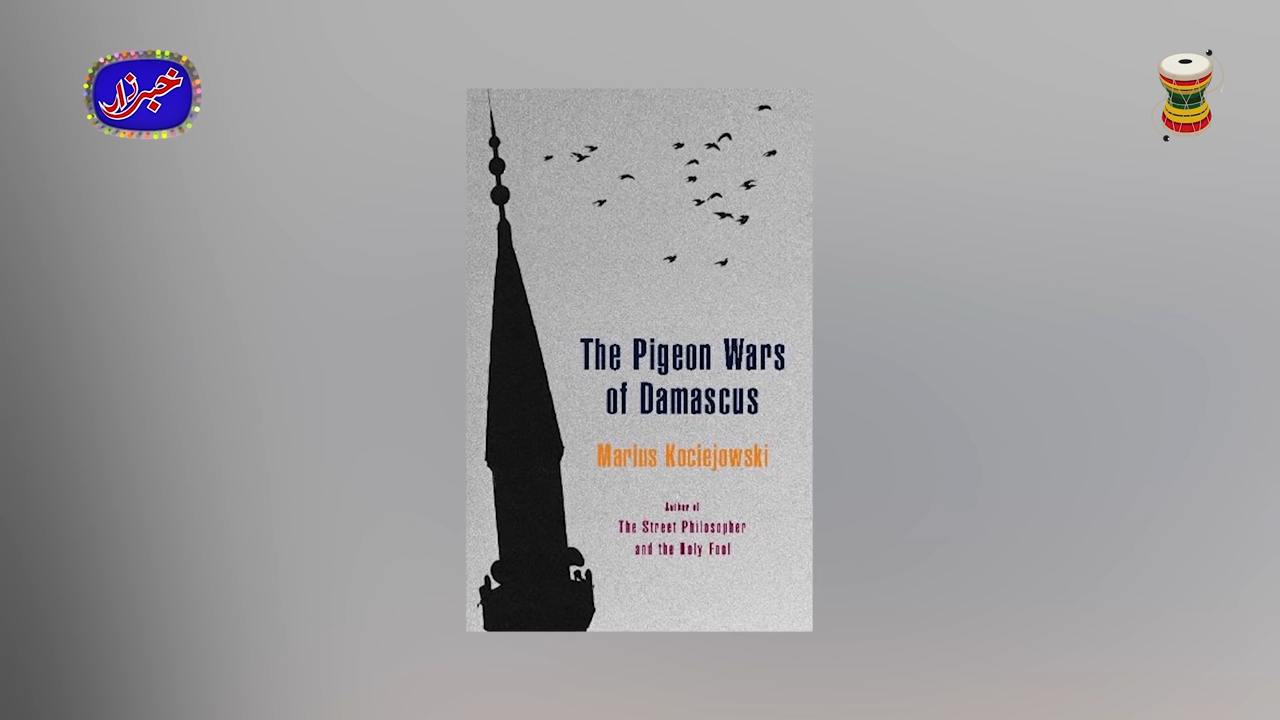 خبرزار
The Pigeon Wars
of Damascus
Marius Kociejowski
Author of
The Street Philosopher
and the Holy Fool